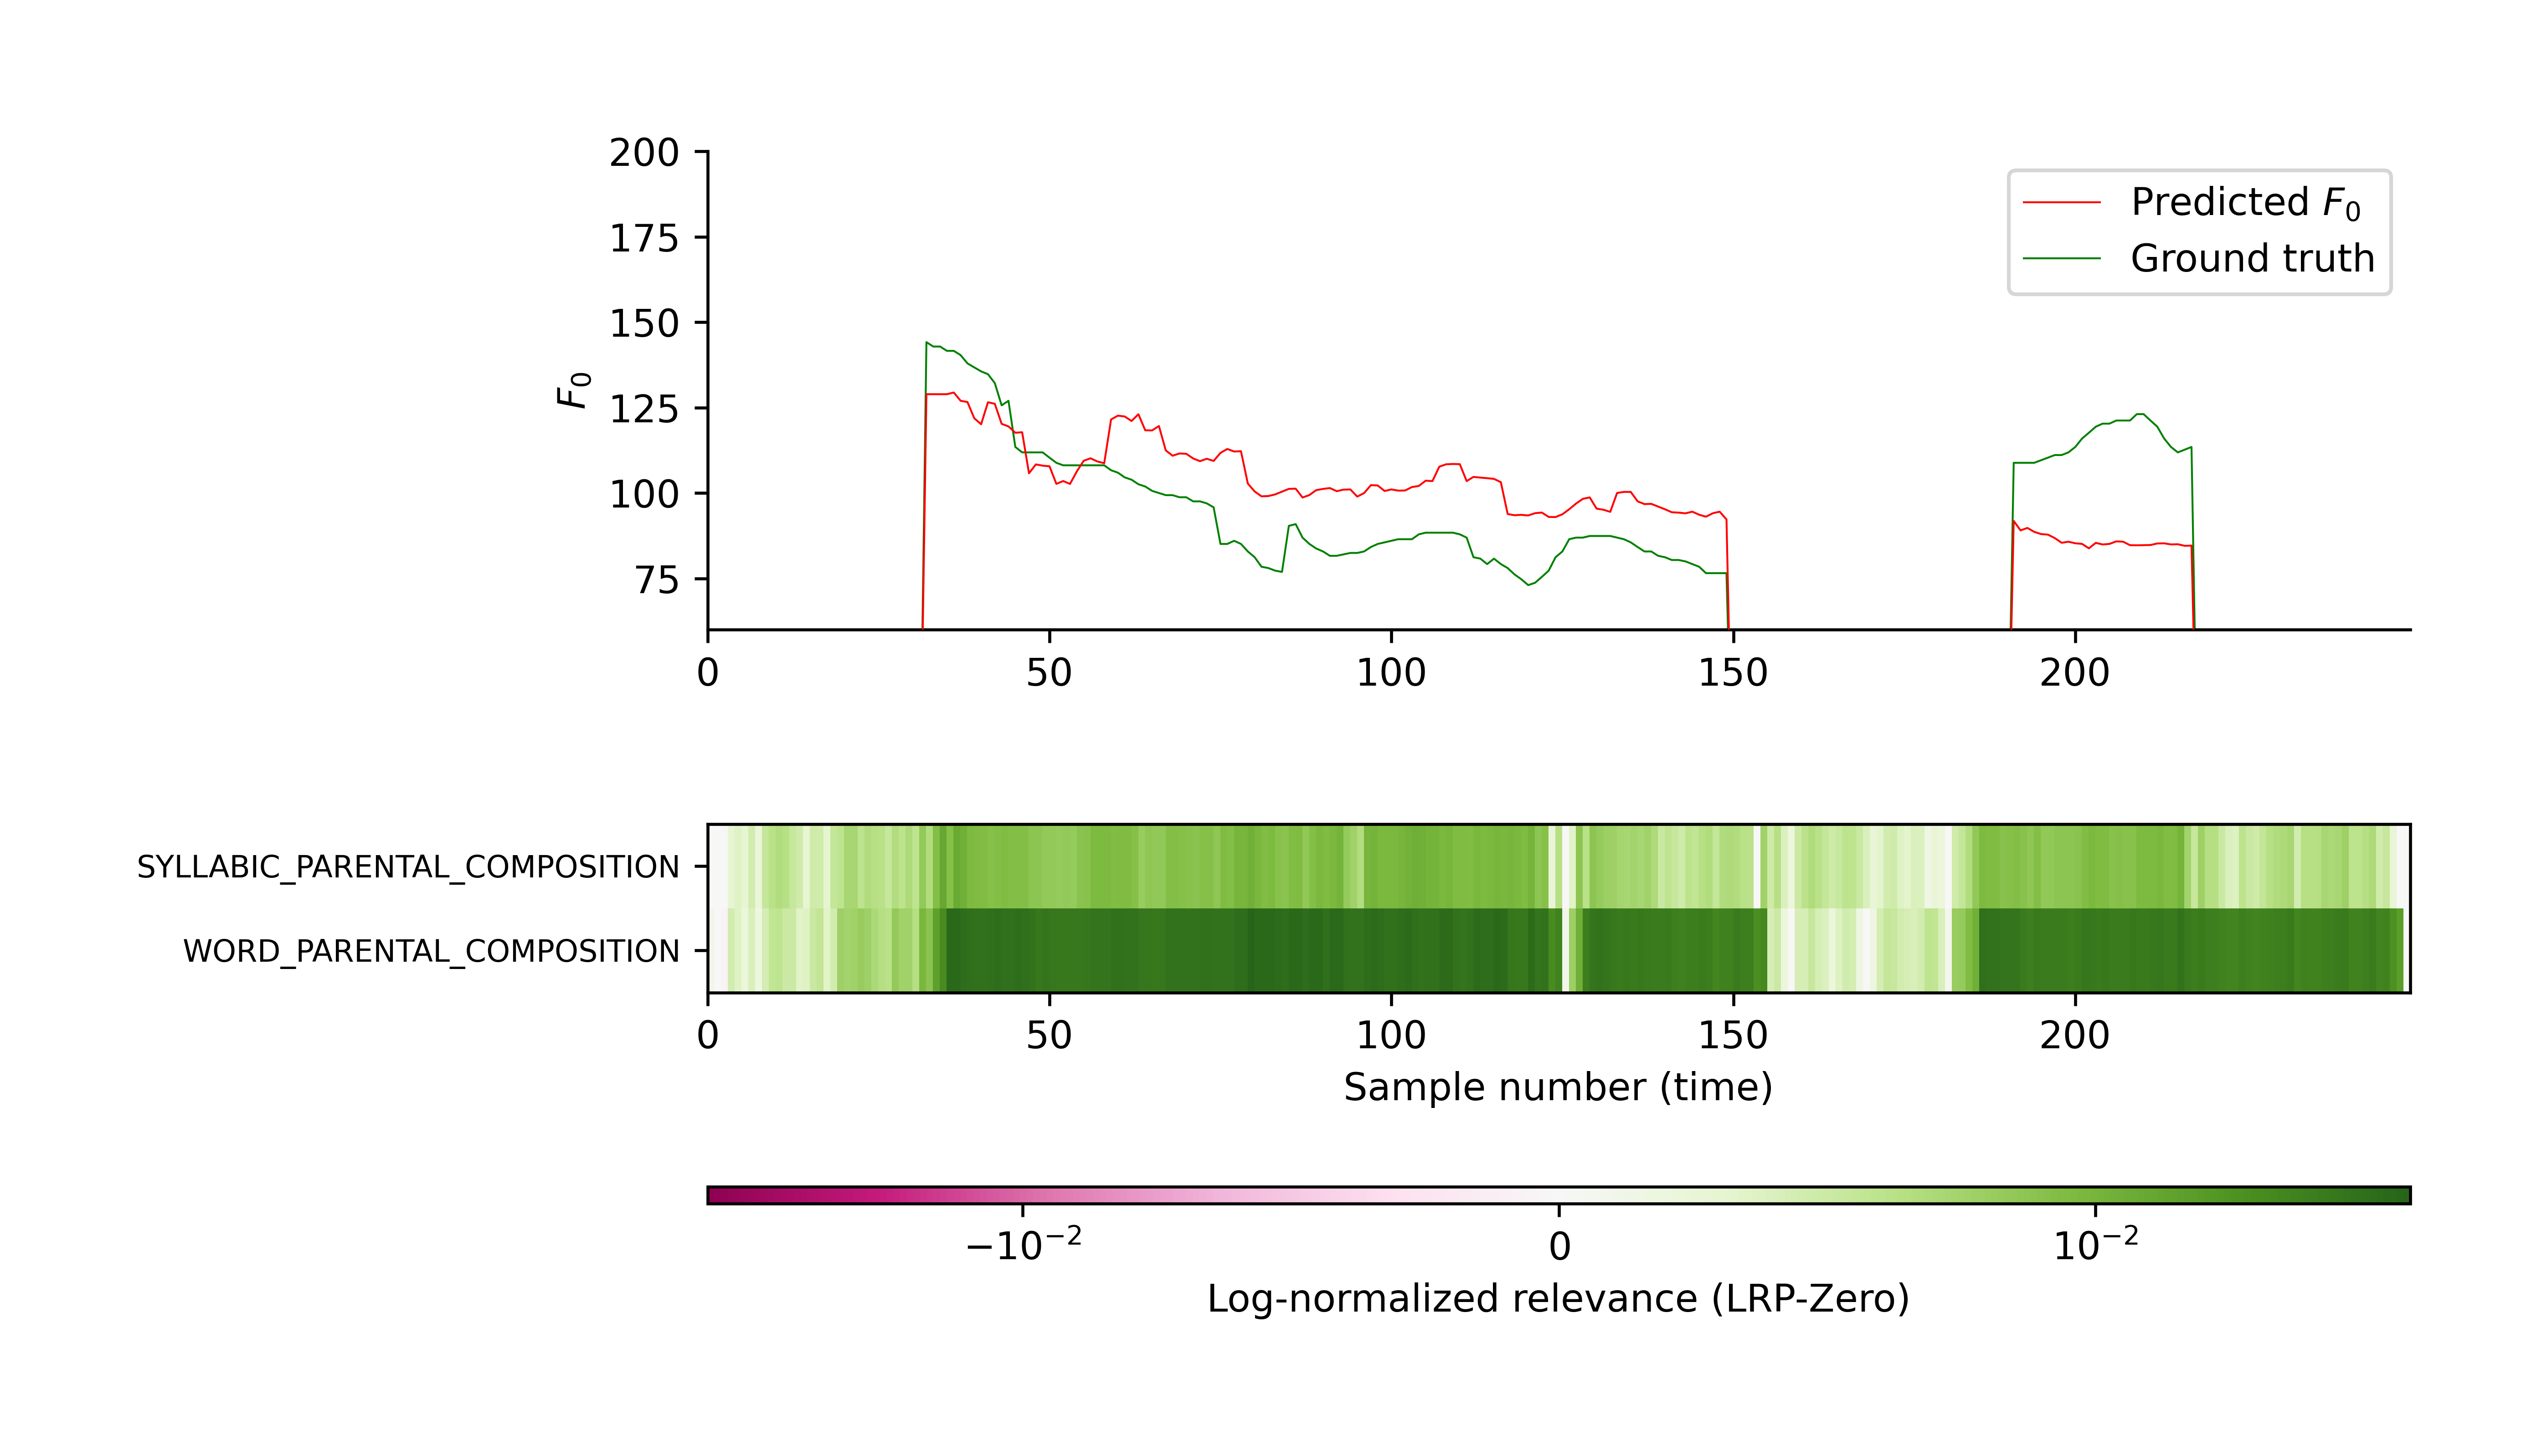 200
175
150
125
100
75
F₀
Predicted F₀
Ground truth
0 50 100 150 200
SYLLABIC_PARENTAL_COMPOSITION
WORD_PARENTAL_COMPOSITION
0 50 100 150 200
Sample number (time)
−10⁻² 0 10⁻²
Log-normalized relevance (LRP-Zero)